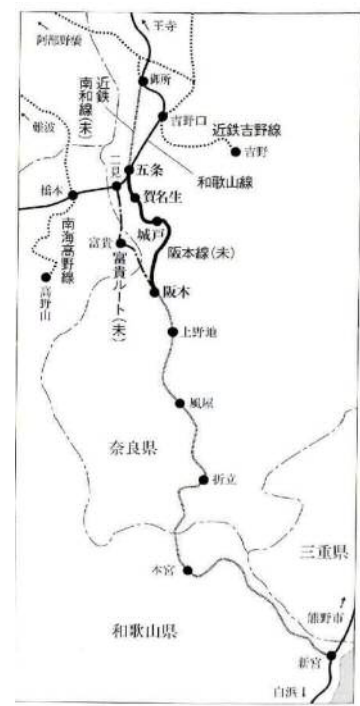 王寺
阿部野橋
近鉄
南和線(未)
御所
吉野口
近鉄吉野線
吉野
難波
二見
五条
和歌山線
橋本
賀名生
城戸
阪本線(未)
南海高野線
富貴
富貴ルート(未)
阪本
高野山
上野地
風屋
奈良県
折立
三重県
本宮
熊野市
和歌山県
新宮
白浜